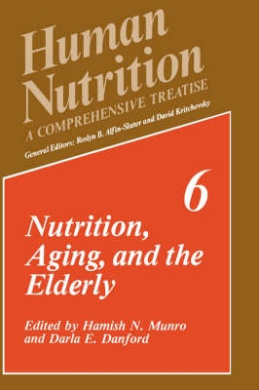 Human
Nutrition
A COMPREHENSIVE TREATISE
General Editors: Roslyn B. Alfin-Slater and David Kritchevsky
6
Nutrition,
Aging, and the
Elderly
Edited by Hamish N. Munro
and Darla E. Danford